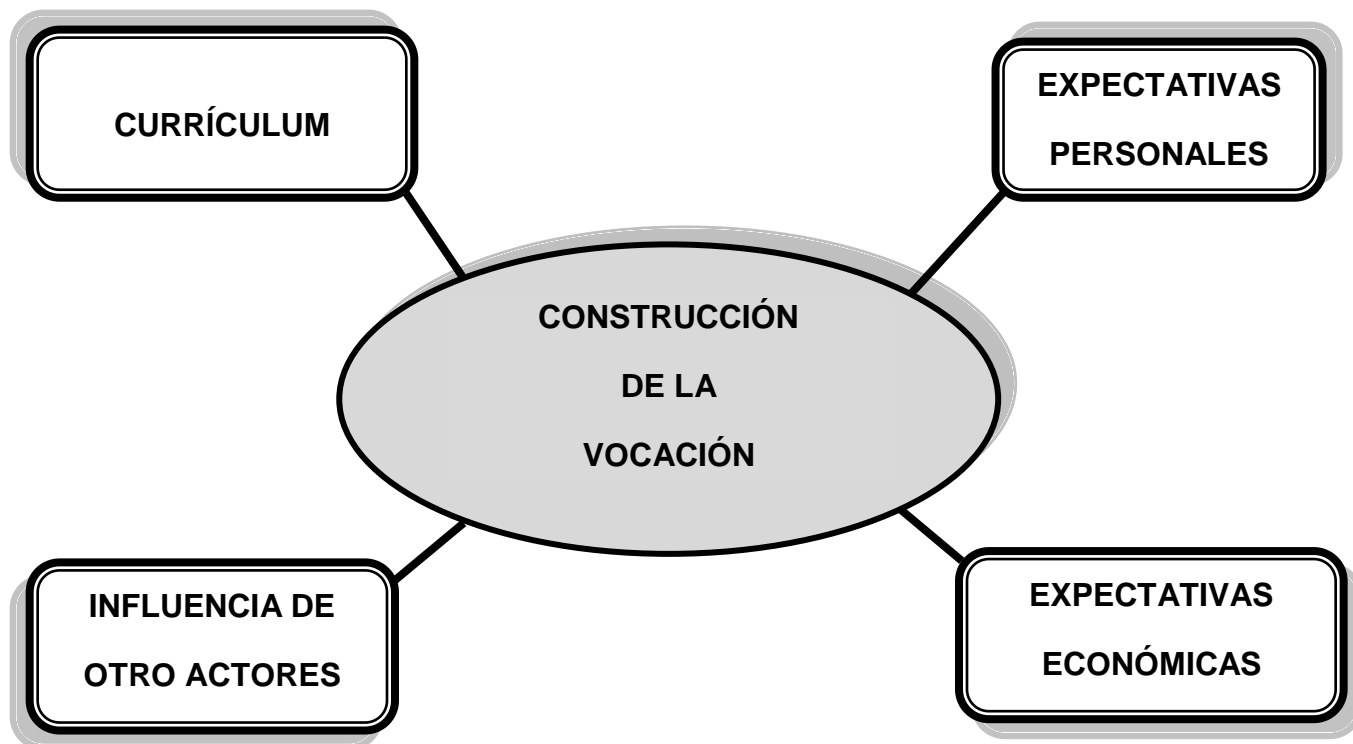 CURRÍCULUM
EXPECTATIVAS
PERSONALES
CONSTRUCCIÓN
DE LA
VOCACIÓN
INFLUENCIA DE
OTRO ACTORES
EXPECTATIVAS
ECONÓMICAS